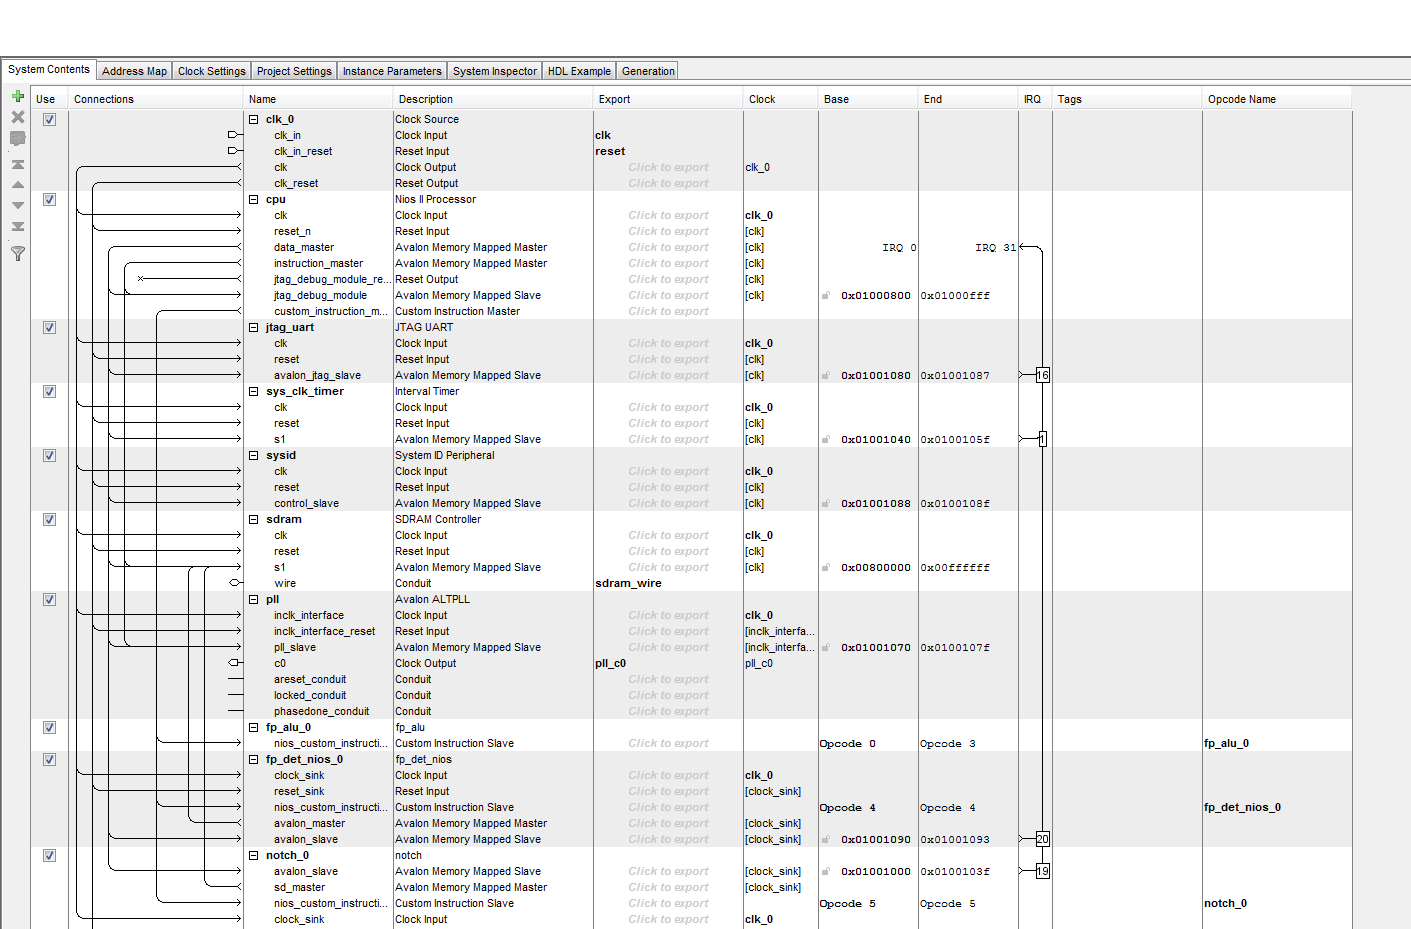 System Contents Address Map Clock Settings Project Settings Instance Parameters System Inspector HDL Example Generation
Use Connections Name Description Export Clock Base End IRQ Tags Opcode Name
clk_0 Clock Source
clk_in Clock Input clk
clk_in_reset Reset Input reset
clk Clock Output Click to export clk_0
clk_reset Reset Output Click to export
cpu Nios II Processor
clk Clock Input Click to export clk_0
reset_n Reset Input Click to export [clk]
data_master Avalon Memory Mapped Master Click to export [clk] IRQ 0 IRQ 31
instruction_master Avalon Memory Mapped Master Click to export [clk]
jtag_debug_module_re... Reset Output Click to export [clk]
jtag_debug_module Avalon Memory Mapped Slave Click to export [clk] 0x01000800 0x01000fff
custom_instruction_m... Custom Instruction Master Click to export
jtag_uart JTAG UART
clk Clock Input Click to export clk_0
reset Reset Input Click to export [clk]
avalon_jtag_slave Avalon Memory Mapped Slave Click to export [clk] 0x01001080 0x01001087 16
sys_clk_timer Interval Timer
clk Clock Input Click to export clk_0
reset Reset Input Click to export [clk]
s1 Avalon Memory Mapped Slave Click to export [clk] 0x01001040 0x0100105f 1
sysid System ID Peripheral
clk Clock Input Click to export clk_0
reset Reset Input Click to export [clk]
control_slave Avalon Memory Mapped Slave Click to export [clk] 0x01001088 0x0100108f
sdram SDRAM Controller
clk Clock Input Click to export clk_0
reset Reset Input Click to export [clk]
s1 Avalon Memory Mapped Slave Click to export [clk] 0x00800000 0x00ffffff
wire Conduit sdram_wire
pll Avalon ALTPLL
inclk_interface Clock Input Click to export clk_0
inclk_interface_reset Reset Input Click to export [inclk_interfa...
pll_slave Avalon Memory Mapped Slave Click to export [inclk_interfa... 0x01001070 0x0100107f
c0 Clock Output pll_c0 pll_c0
areset_conduit Conduit Click to export
locked_conduit Conduit Click to export
phasedone_conduit Conduit Click to export
fp_alu_0 fp_alu
nios_custom_instructi... Custom Instruction Slave Click to export Opcode 0 Opcode 3 fp_alu_0
fp_det_nios_0 fp_det_nios
clock_sink Clock Input Click to export clk_0
reset_sink Reset Input Click to export [clock_sink]
nios_custom_instructi... Custom Instruction Slave Click to export Opcode 4 Opcode 4 fp_det_nios_0
avalon_master Avalon Memory Mapped Master Click to export [clock_sink]
avalon_slave Avalon Memory Mapped Slave Click to export [clock_sink] 0x01001090 0x01001093 20
notch_0 notch
avalon_slave Avalon Memory Mapped Slave Click to export [clock_sink] 0x01001000 0x0100103f 19
sd_master Avalon Memory Mapped Master Click to export [clock_sink]
nios_custom_instructi... Custom Instruction Slave Click to export Opcode 5 Opcode 5 notch_0
clock_sink Clock Input Click to export clk_0